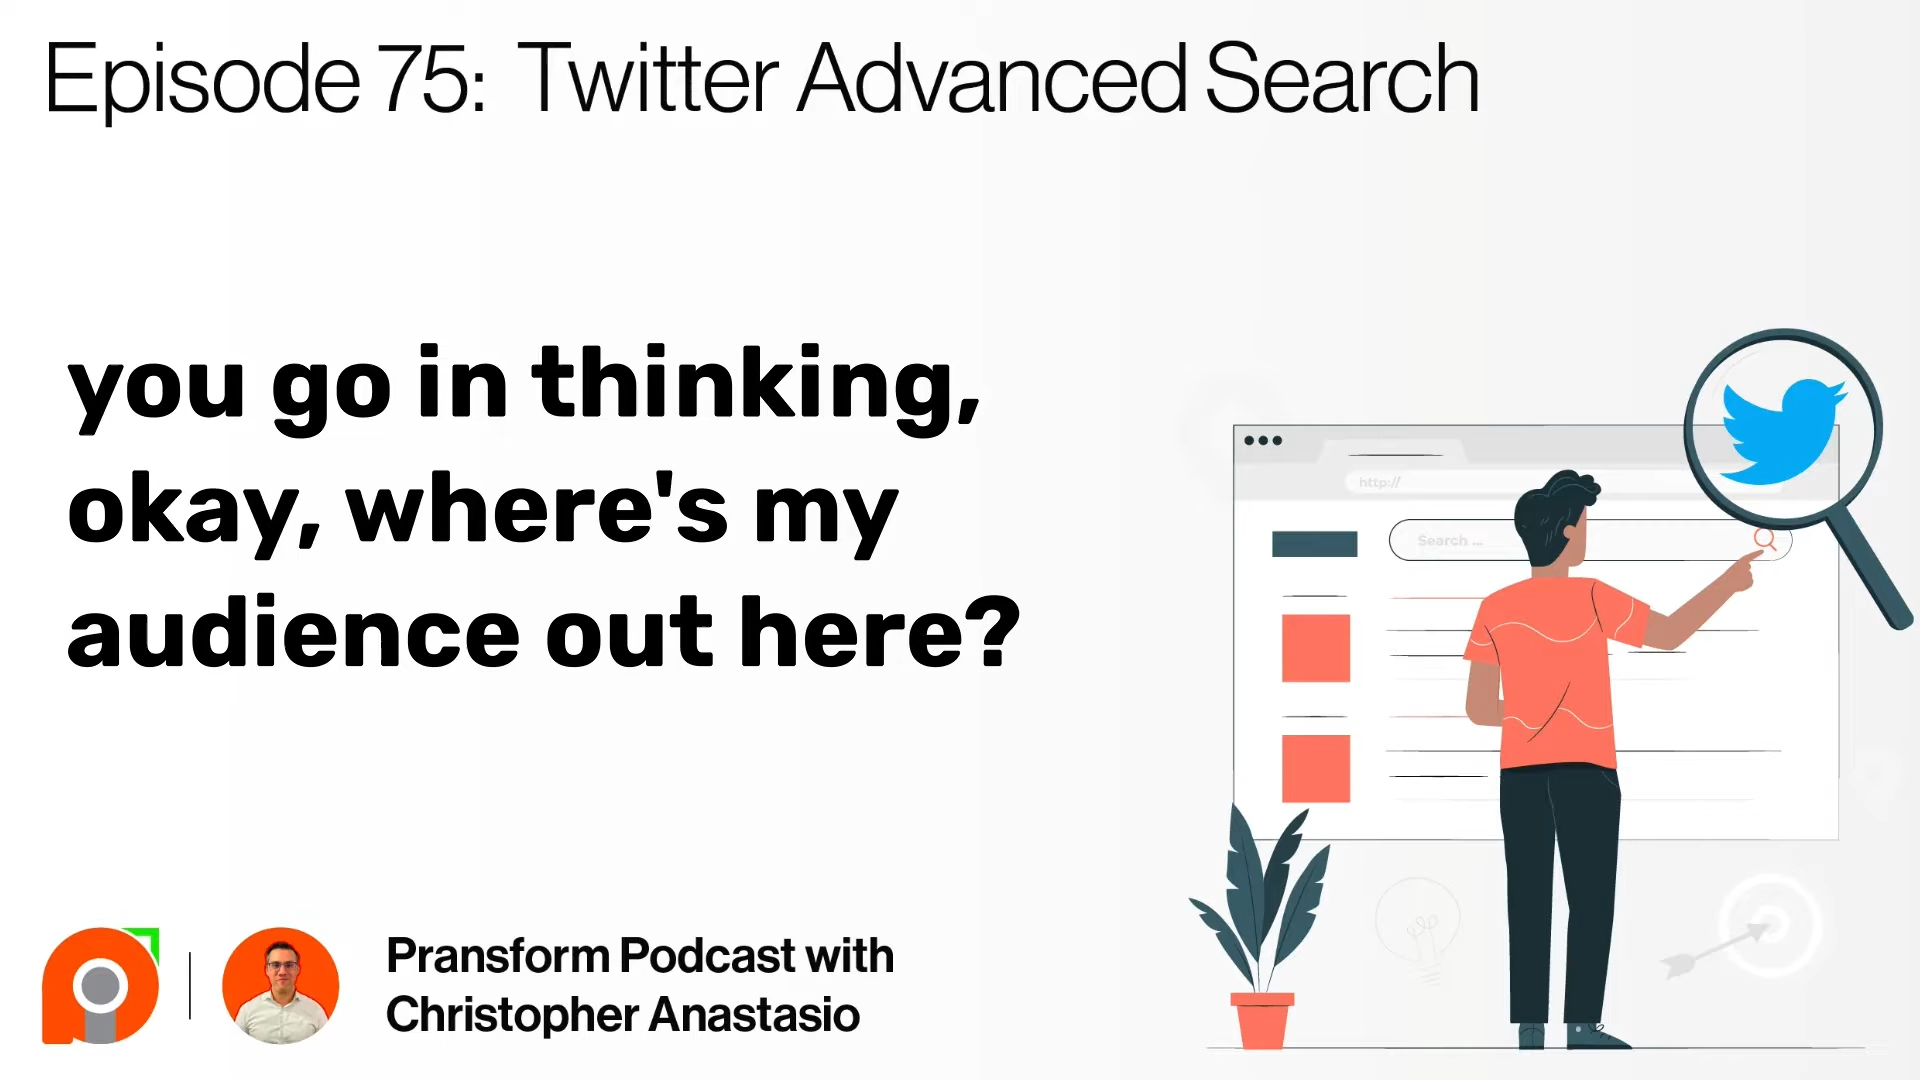 Episode 75: Twitter Advanced Search
you go in thinking,
okay, where's my
audience out here?
http://
Search ...
Pransform Podcast with
Christopher Anastasio